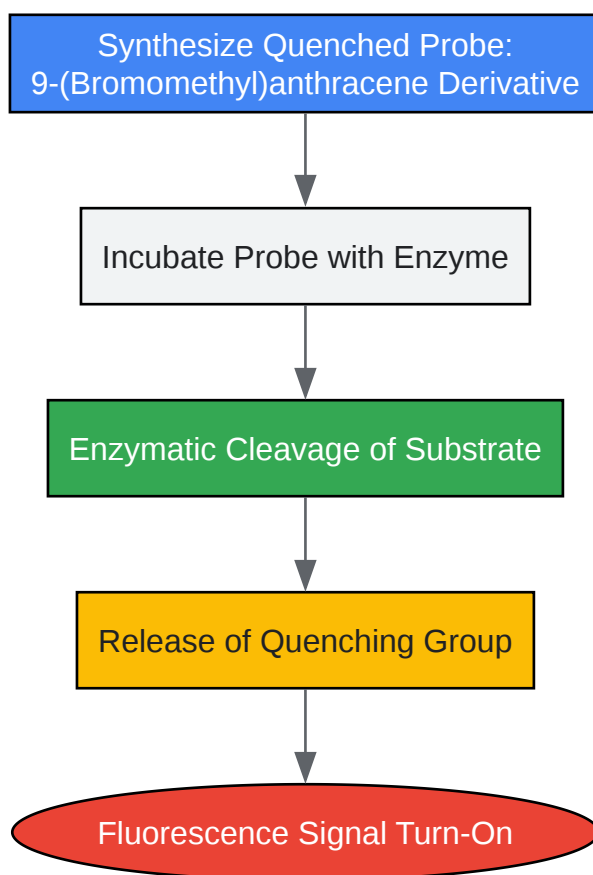 Synthesize Quenched Probe:
9-(Bromomethyl)anthracene Derivative
Incubate Probe with Enzyme
Enzymatic Cleavage of Substrate
Release of Quenching Group
Fluorescence Signal Turn-On